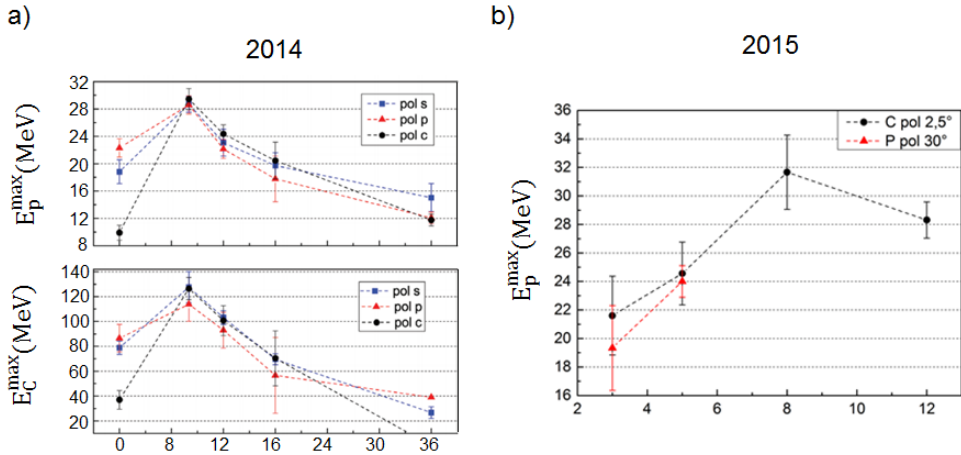 a)
2014
E_p^max(MeV)
32
28
24
20
16
12
8
pol s
pol p
pol c
E_C^max(MeV)
140
120
100
80
60
40
20
pol s
pol p
pol c
0 4 8 12 16 20 24 30 36
b)
2015
E_p^max(MeV)
36
34
32
30
28
26
24
22
20
18
16
C pol 2,5°
P pol 30°
2 4 6 8 10 12